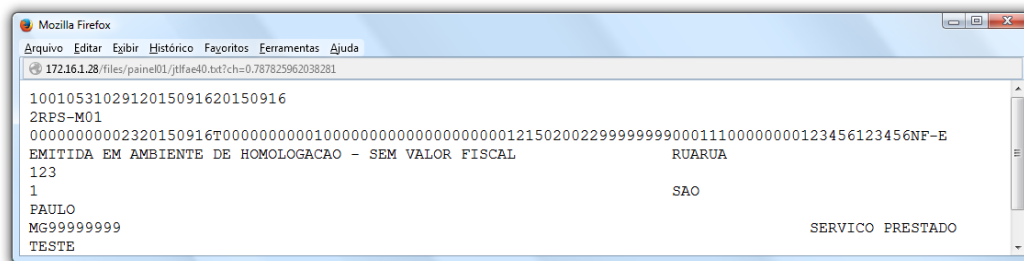 Mozilla Firefox
Arquivo Editar Exibir Histórico Favoritos Ferramentas Ajuda
172.16.1.28/files/painel01/jtlfae40.txt?ch=0.787825962038281
1001053102912015091620150916
2RPS-M01
00000000002320150916T00000000001000000000000000000001215020022999999990001110000000012345612​3456NF-E
EMITIDA EM AMBIENTE DE HOMOLOGACAO - SEM VALOR FISCAL RUARUA
123
1 SAO
PAULO
MG99999999 SERVICO PRESTADO
TESTE